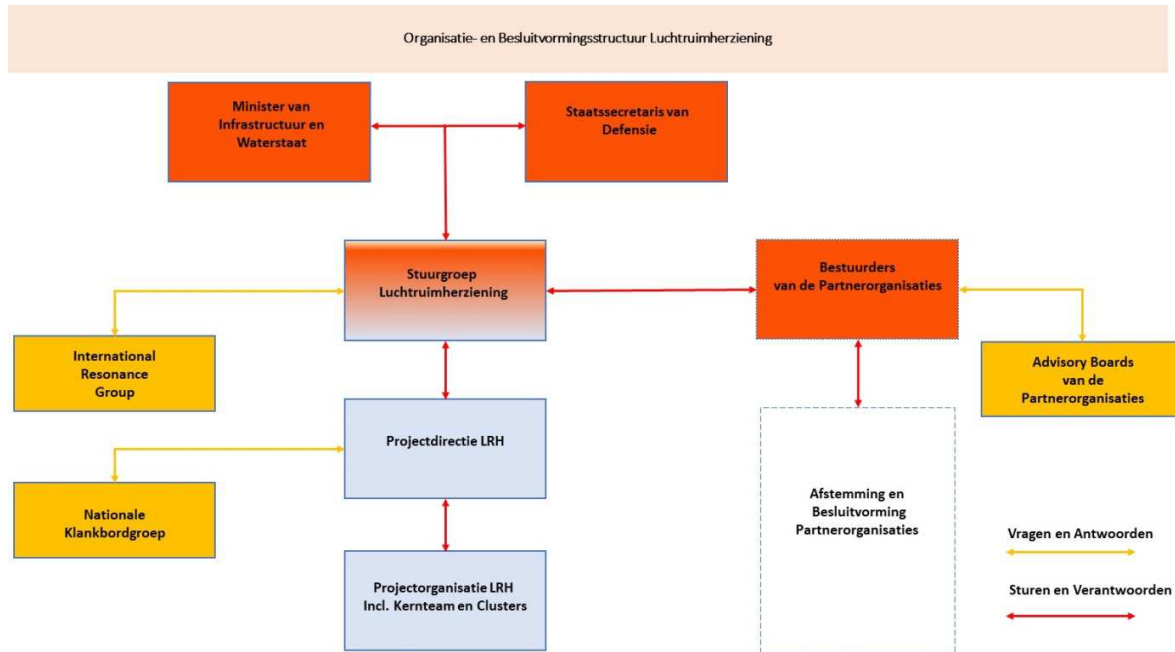 Organisatie- en Besluitvormingsstructuur Luchtruimherziening
Minister van
Infrastructuur en
Waterstaat
Staatssecretaris van
Defensie
Stuurgroep
Luchtruimherziening
Bestuurders
van de Partnerorganisaties
International
Resonance
Group
Advisory Boards
van de
Partnerorganisaties
Projectdirectie LRH
Nationale
Klankbordgroep
Afstemming en
Besluitvorming
Partnerorganisaties
Projectorganisatie LRH
Incl. Kernteam en Clusters
Vragen en Antwoorden
Sturen en Verantwoorden